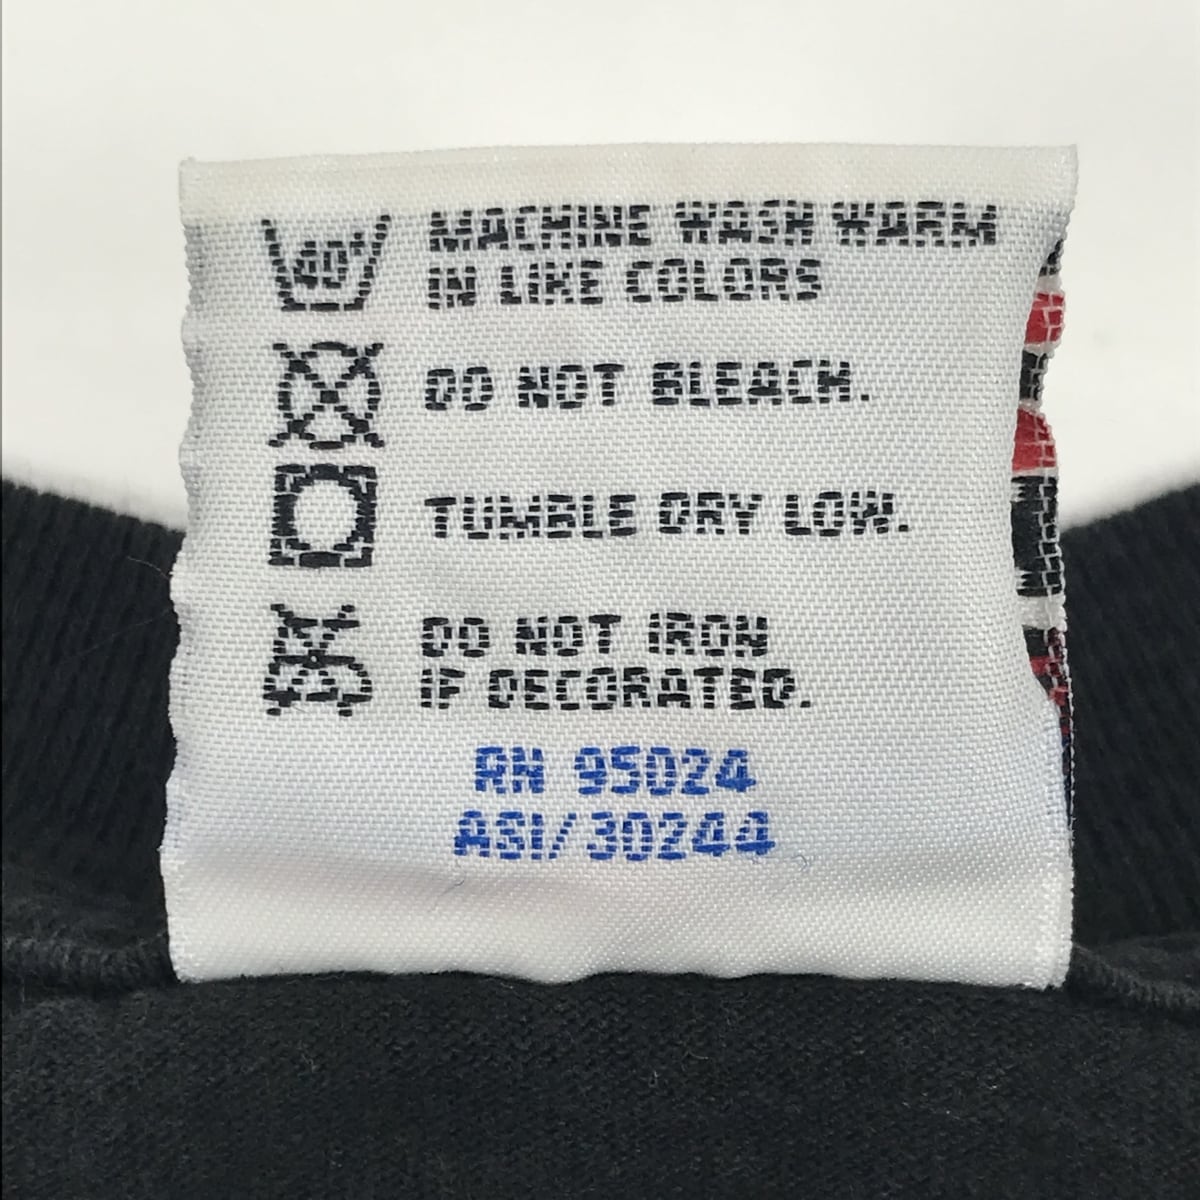 40°
MACHINE WASH WARM
IN LIKE COLORS
DO NOT BLEACH.
TUMBLE DRY LOW.
DO NOT IRON
IF DECORATED.
RN 95024
ASI/30244